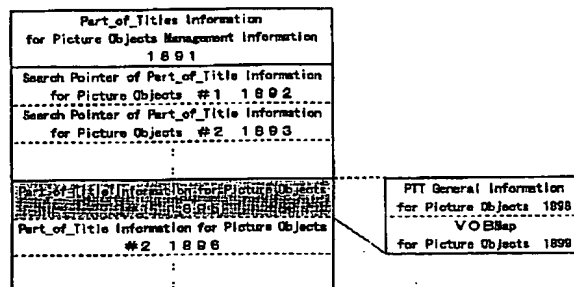 Part_of_Titles Information
for Picture Objects Management Information
1891
Search Pointer of Part_of_Title Information
for Picture Objects #1 1892
Search Pointer of Part_of_Title Information
for Picture Objects #2 1893
:
Part_of_Title Information for Picture Objects
1895
Part_of_Title Information for Picture Objects
#2 1896
:
PTT General Information
for Picture Objects 1898
VOBMap
for Picture Objects 1899